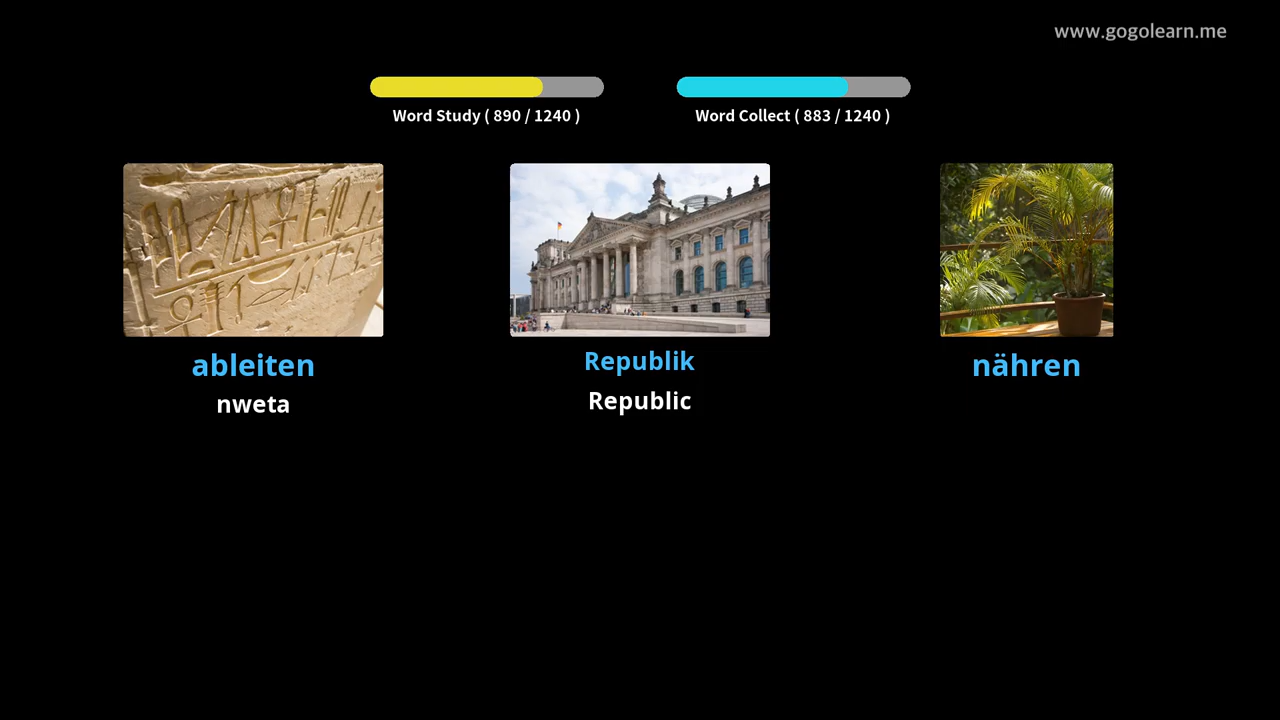 www.gogolearn.me
Word Study ( 890 / 1240 )
Word Collect ( 883 / 1240 )
ableiten
nweta
Republik
Republic
nähren